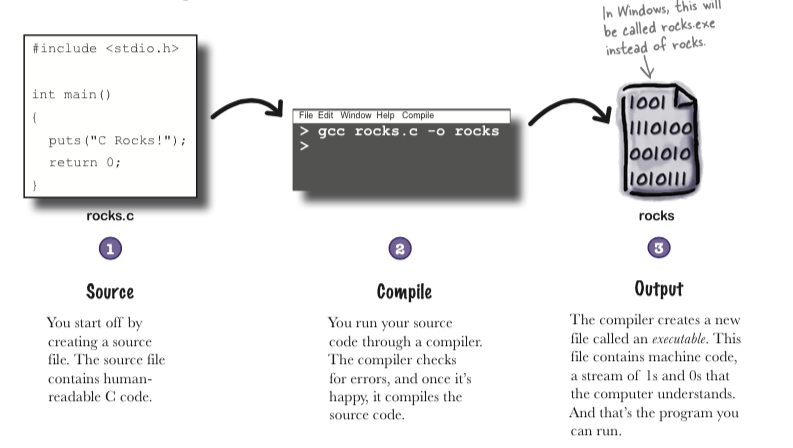 In Windows, this will
be called rocks.exe
instead of rocks.
#include <stdio.h>
int main()
{
puts("C Rocks!");
return 0;
}
rocks.c
File Edit Window Help Compile
> gcc rocks.c -o rocks
>
1001
1110100
001010
1010111
rocks
1
Source
You start off by
creating a source
file. The source file
contains human-
readable C code.
2
Compile
You run your source
code through a compiler.
The compiler checks
for errors, and once it’s
happy, it compiles the
source code.
3
Output
The compiler creates a new
file called an executable. This
file contains machine code,
a stream of 1s and 0s that
the computer understands.
And that’s the program you
can run.